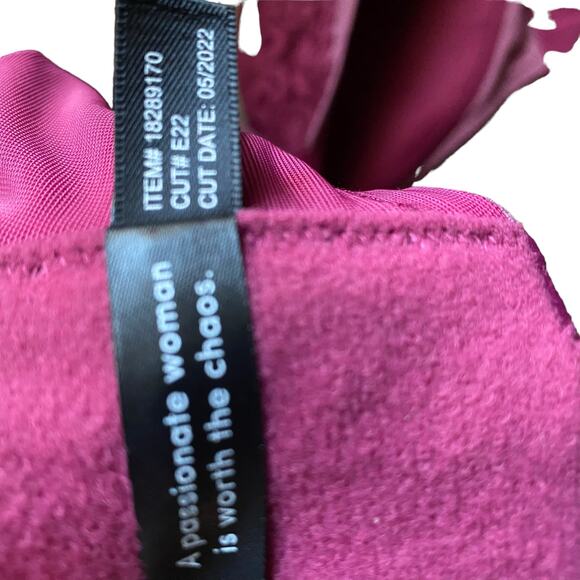 ITEM# 18289170
CUT# E22
CUT DATE: 05/2022
A passionate woman
is worth the chaos.